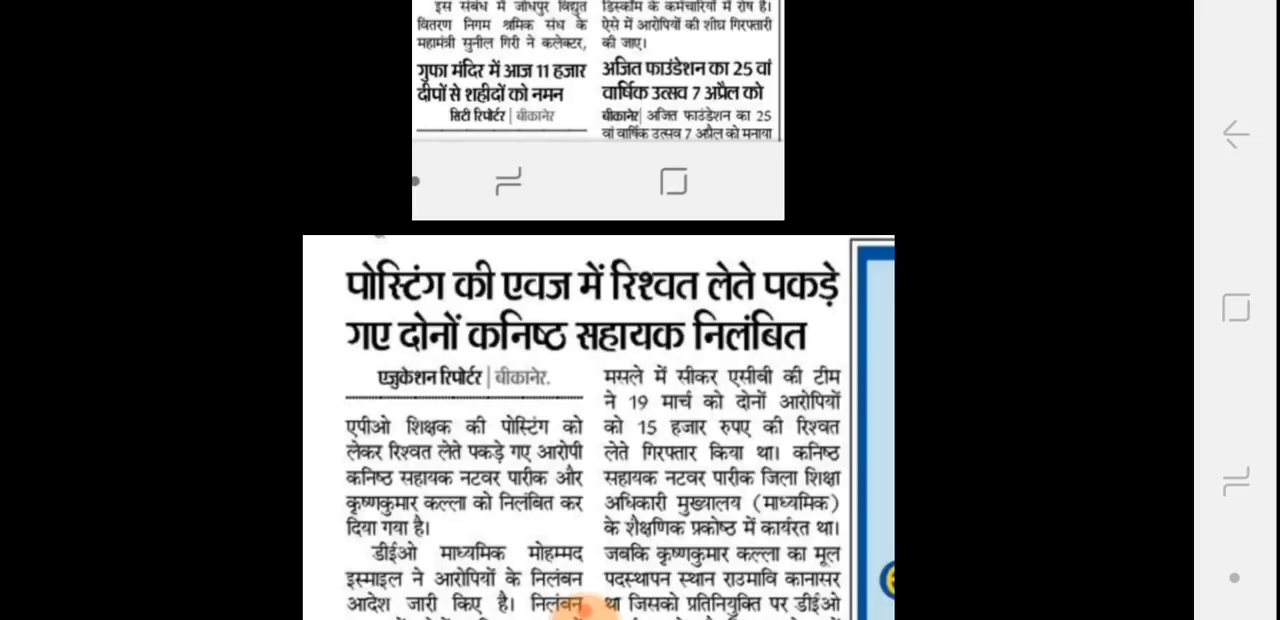 इस संबंध में जोधपुर विद्युत
वितरण निगम श्रमिक संघ के
महामंत्री सुनील गिरी ने कलेक्टर,
गुफा मंदिर में आज 11 हजार
दीपों से शहीदों को नमन
सिटी रिपोर्टर | बीकानेर
डिस्कॉम के कर्मचारियों में रोष है।
ऐसे में आरोपियों की शीघ्र गिरफ्तारी
की जाए।
अजित फाउंडेशन का 25 वां
वार्षिक उत्सव 7 अप्रैल को
बीकानेर| अजित फाउंडेशन का 25
वां वार्षिक उत्सव 7 अप्रैल को मनाया
पोस्टिंग की एवज में रिश्वत लेते पकड़े
गए दोनों कनिष्ठ सहायक निलंबित
एजुकेशन रिपोर्टर | बीकानेर.
एपीओ शिक्षक की पोस्टिंग को
लेकर रिश्वत लेते पकड़े गए आरोपी
कनिष्ठ सहायक नटवर पारीक और
कृष्णकुमार कल्ला को निलंबित कर
दिया गया है।
डीईओ माध्यमिक मोहम्मद
इस्माइल ने आरोपियों के निलंबन
आदेश जारी किए है। निलंबन
मसले में सीकर एसीबी की टीम
ने 19 मार्च को दोनों आरोपियों
को 15 हजार रुपए की रिश्वत
लेते गिरफ्तार किया था। कनिष्ठ
सहायक नटवर पारीक जिला शिक्षा
अधिकारी मुख्यालय (माध्यमिक)
के शैक्षणिक प्रकोष्ठ में कार्यरत था।
जबकि कृष्णकुमार कल्ला का मूल
पदस्थापन स्थान राउमावि कानासर
था जिसको प्रतिनियुक्ति पर डीईओ